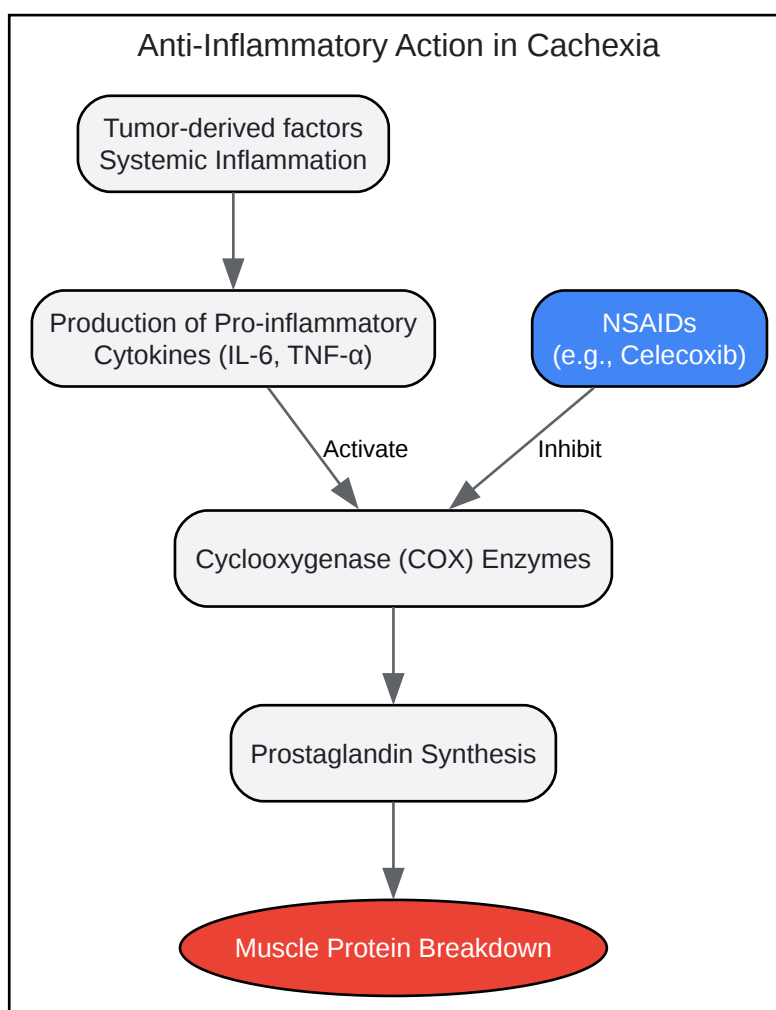 Anti-Inflammatory Action in Cachexia
Tumor-derived factors
Systemic Inflammation
Production of Pro-inflammatory
Cytokines (IL-6, TNF-α)
NSAIDs
(e.g., Celecoxib)
Activate
Inhibit
Cyclooxygenase (COX) Enzymes
Prostaglandin Synthesis
Muscle Protein Breakdown